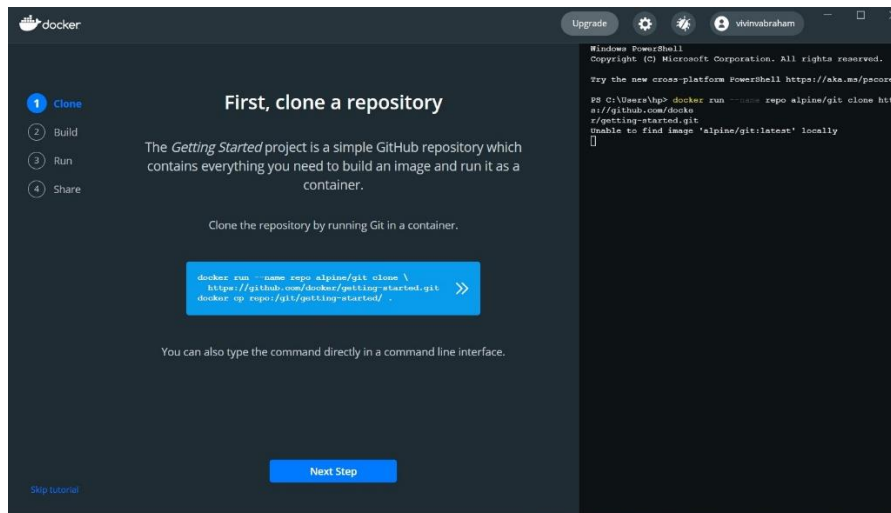 docker
Upgrade
vivinvabraham
1 Clone
2 Build
3 Run
4 Share
First, clone a repository
The Getting Started project is a simple GitHub repository which
contains everything you need to build an image and run it as a
container.
Clone the repository by running Git in a container.
docker run --name repo alpine/git clone \
https://github.com/docker/getting-started.git
docker cp repo:/git/getting-started/ .
You can also type the command directly in a command line interface.
Next Step
Skip tutorial
Windows PowerShell
Copyright (C) Microsoft Corporation. All rights reserved.
Try the new cross-platform PowerShell https://aka.ms/pscore
PS C:\Users\hp> docker run --name repo alpine/git clone htt
s://github.com/docke
r/getting-started.git
Unable to find image 'alpine/git:latest' locally